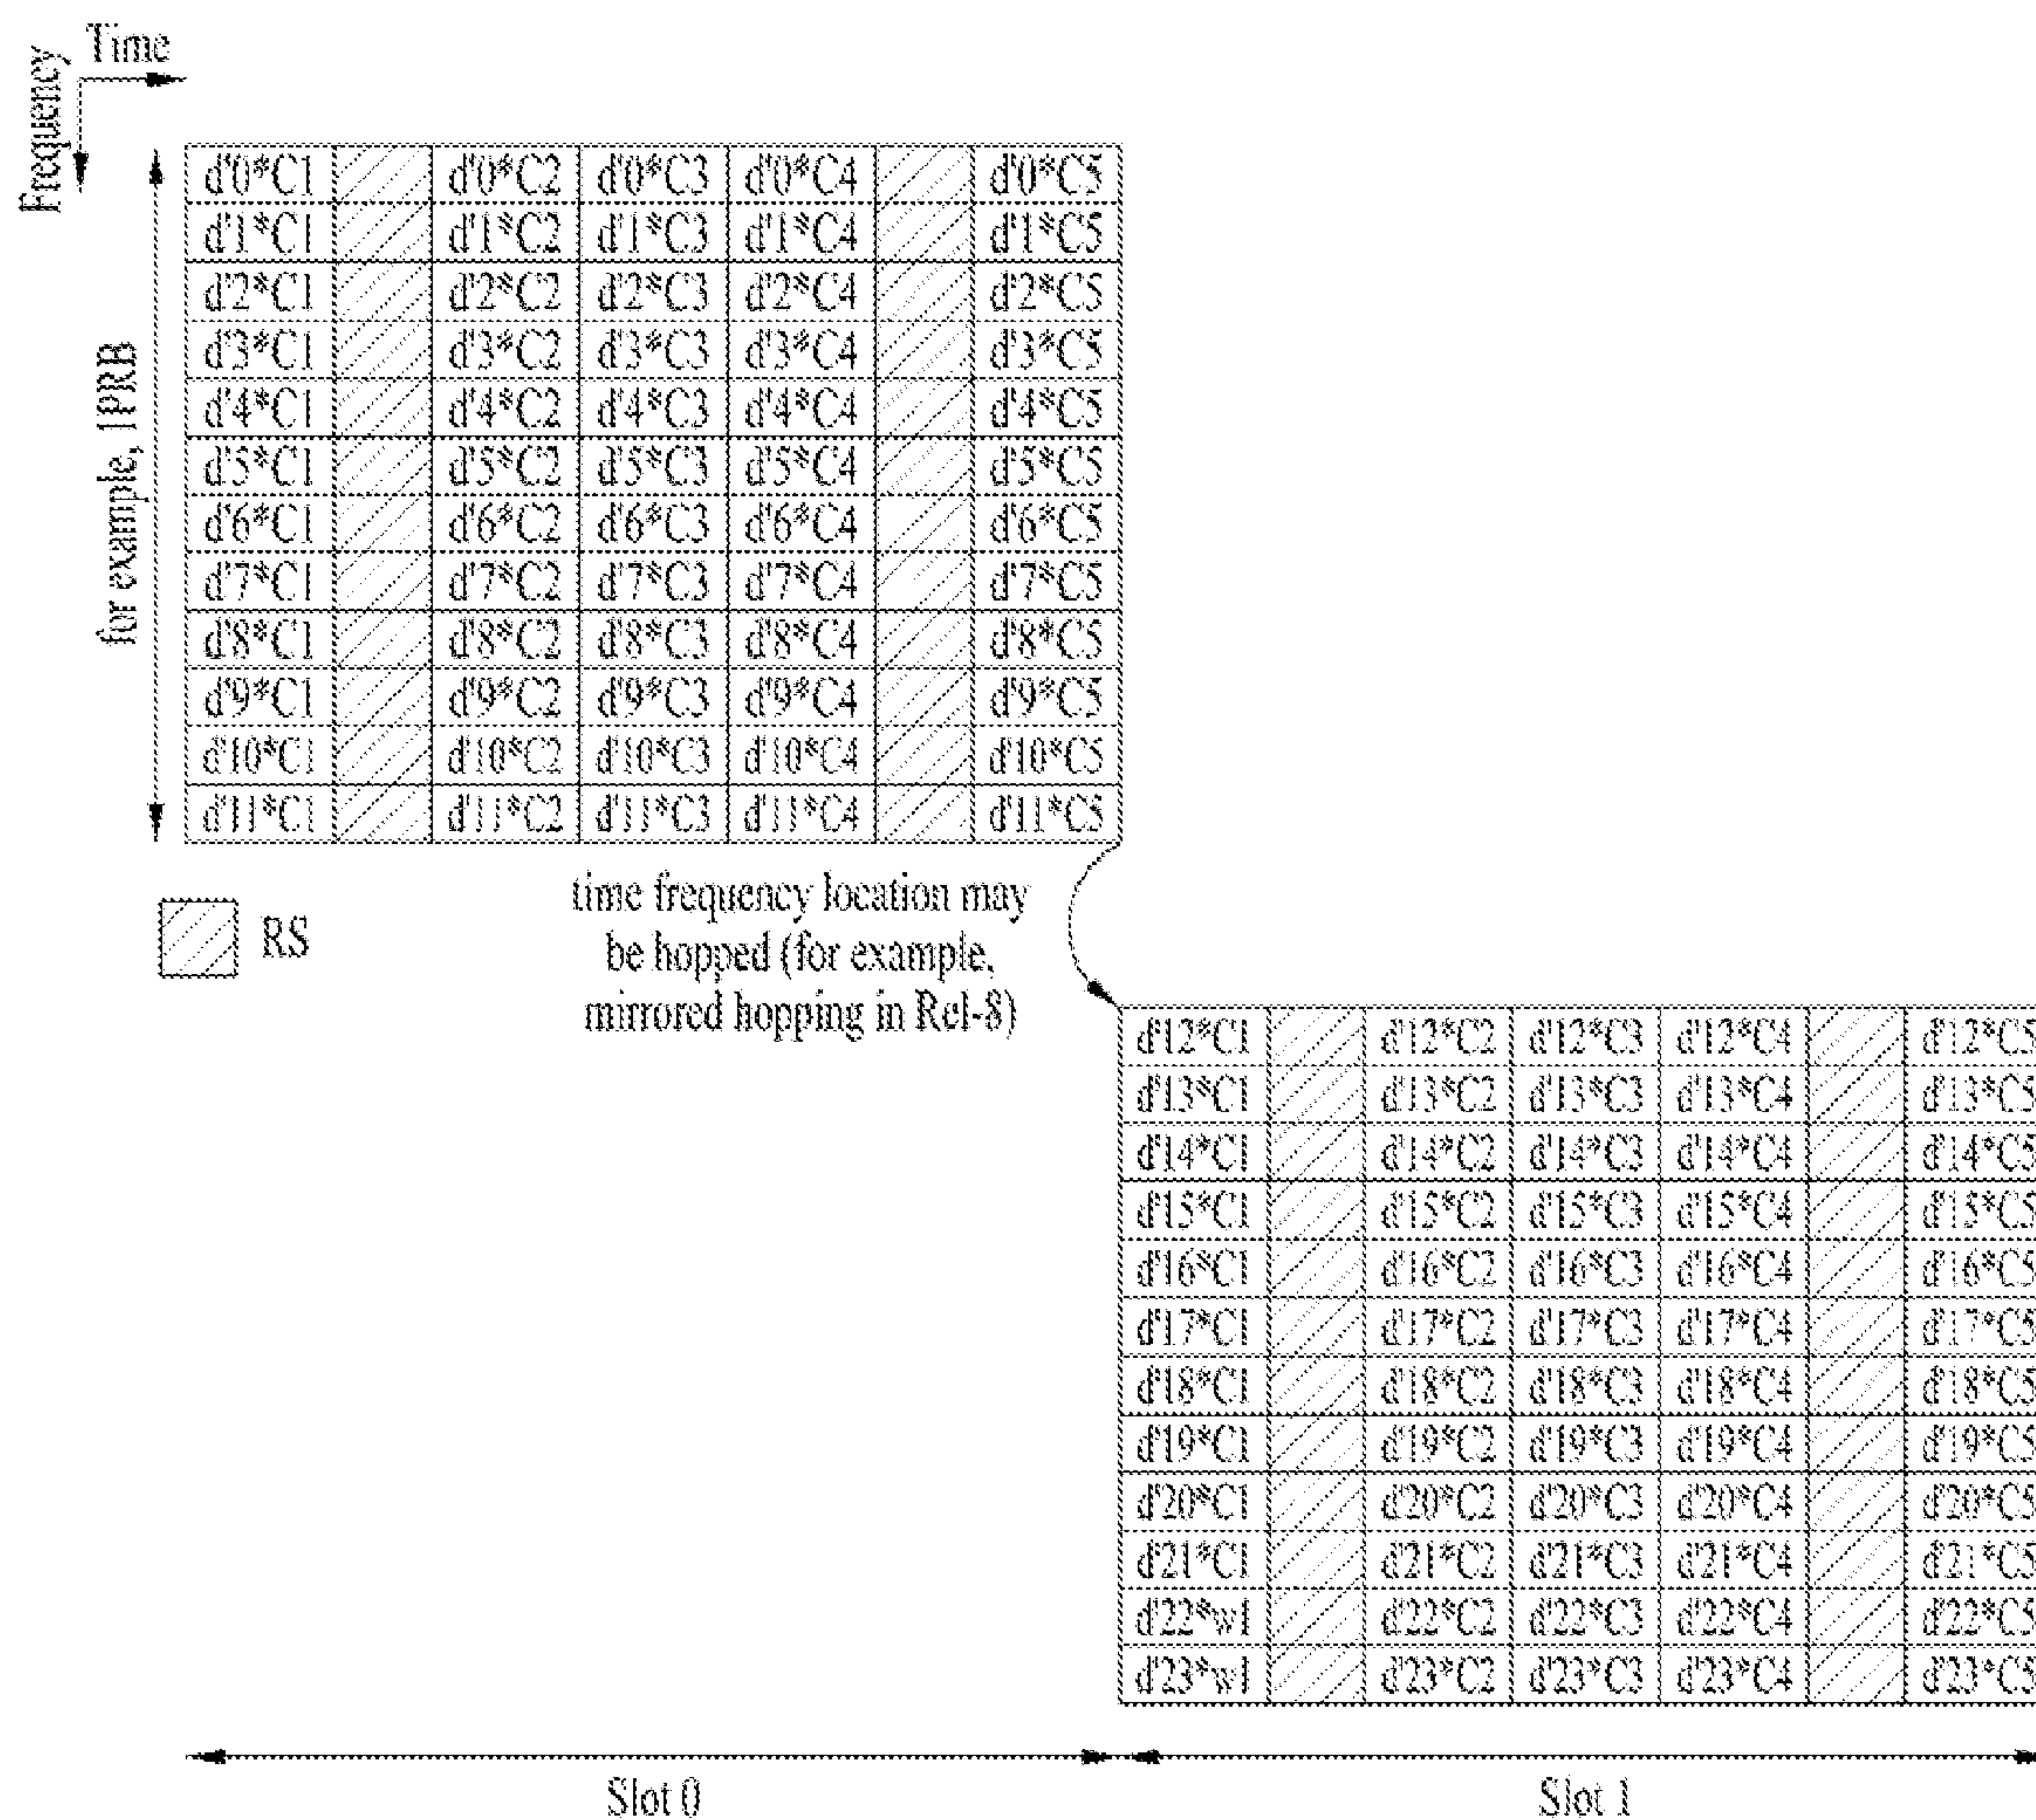 Time
Frequency
for example, 1PRB
d'0*C1 d'0*C2 d'0*C3 d'0*C4 d'0*C5
d'1*C1 d'1*C2 d'1*C3 d'1*C4 d'1*C5
d'2*C1 d'2*C2 d'2*C3 d'2*C4 d'2*C5
d'3*C1 d'3*C2 d'3*C3 d'3*C4 d'3*C5
d'4*C1 d'4*C2 d'4*C3 d'4*C4 d'4*C5
d'5*C1 d'5*C2 d'5*C3 d'5*C4 d'5*C5
d'6*C1 d'6*C2 d'6*C3 d'6*C4 d'6*C5
d'7*C1 d'7*C2 d'7*C3 d'7*C4 d'7*C5
d'8*C1 d'8*C2 d'8*C3 d'8*C4 d'8*C5
d'9*C1 d'9*C2 d'9*C3 d'9*C4 d'9*C5
d'10*C1 d'10*C2 d'10*C3 d'10*C4 d'10*C5
d'11*C1 d'11*C2 d'11*C3 d'11*C4 d'11*C5
RS
time frequency location may
be hopped (for example,
mirrored hopping in Rel-8)
d'12*C1 d'12*C2 d'12*C3 d'12*C4 d'12*C5
d'13*C1 d'13*C2 d'13*C3 d'13*C4 d'13*C5
d'14*C1 d'14*C2 d'14*C3 d'14*C4 d'14*C5
d'15*C1 d'15*C2 d'15*C3 d'15*C4 d'15*C5
d'16*C1 d'16*C2 d'16*C3 d'16*C4 d'16*C5
d'17*C1 d'17*C2 d'17*C3 d'17*C4 d'17*C5
d'18*C1 d'18*C2 d'18*C3 d'18*C4 d'18*C5
d'19*C1 d'19*C2 d'19*C3 d'19*C4 d'19*C5
d'20*C1 d'20*C2 d'20*C3 d'20*C4 d'20*C5
d'21*C1 d'21*C2 d'21*C3 d'21*C4 d'21*C5
d'22*w1 d'22*C2 d'22*C3 d'22*C4 d'22*C5
d'23*w1 d'23*C2 d'23*C3 d'23*C4 d'23*C5
Slot 0
Slot 1